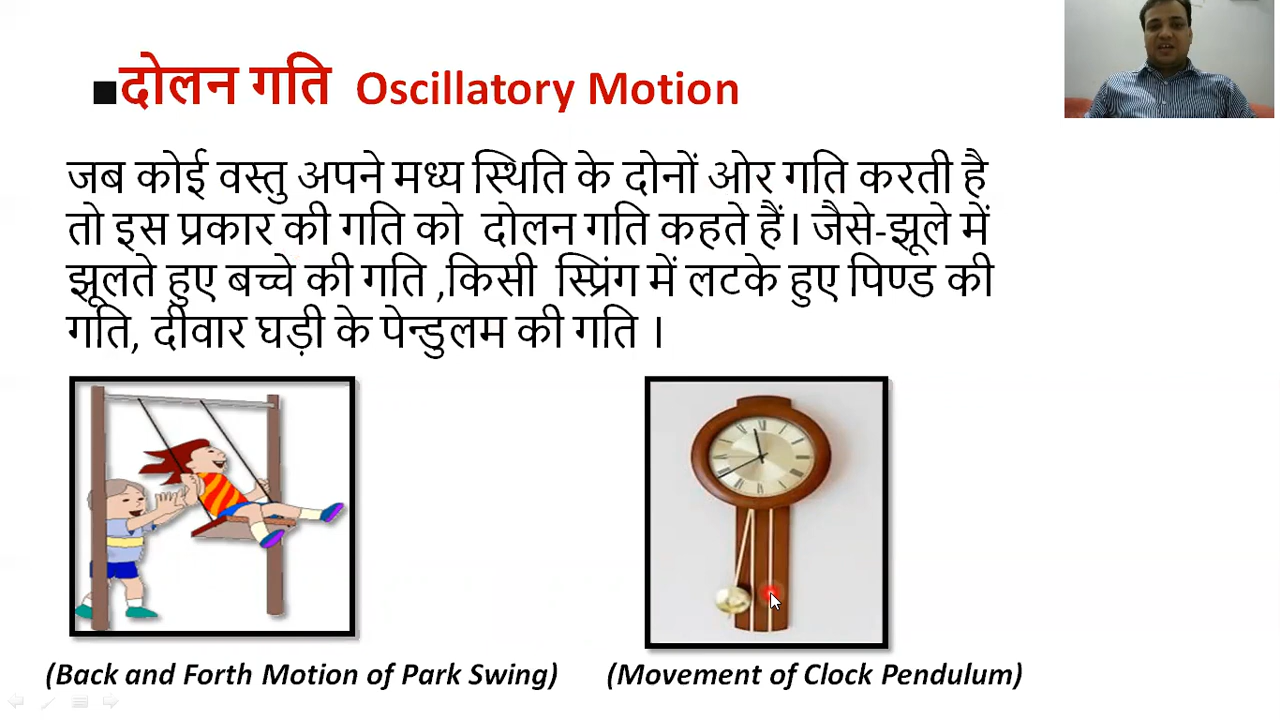 दोलन गति Oscillatory Motion
जब कोई वस्तु अपने मध्य स्थिति के दोनों ओर गति करती है
तो इस प्रकार की गति को दोलन गति कहते हैं। जैसे-झूले में
झूलते हुए बच्चे की गति ,किसी स्प्रिंग में लटके हुए पिण्ड की
गति, दीवार घड़ी के पेन्डुलम की गति ।
(Back and Forth Motion of Park Swing)
(Movement of Clock Pendulum)